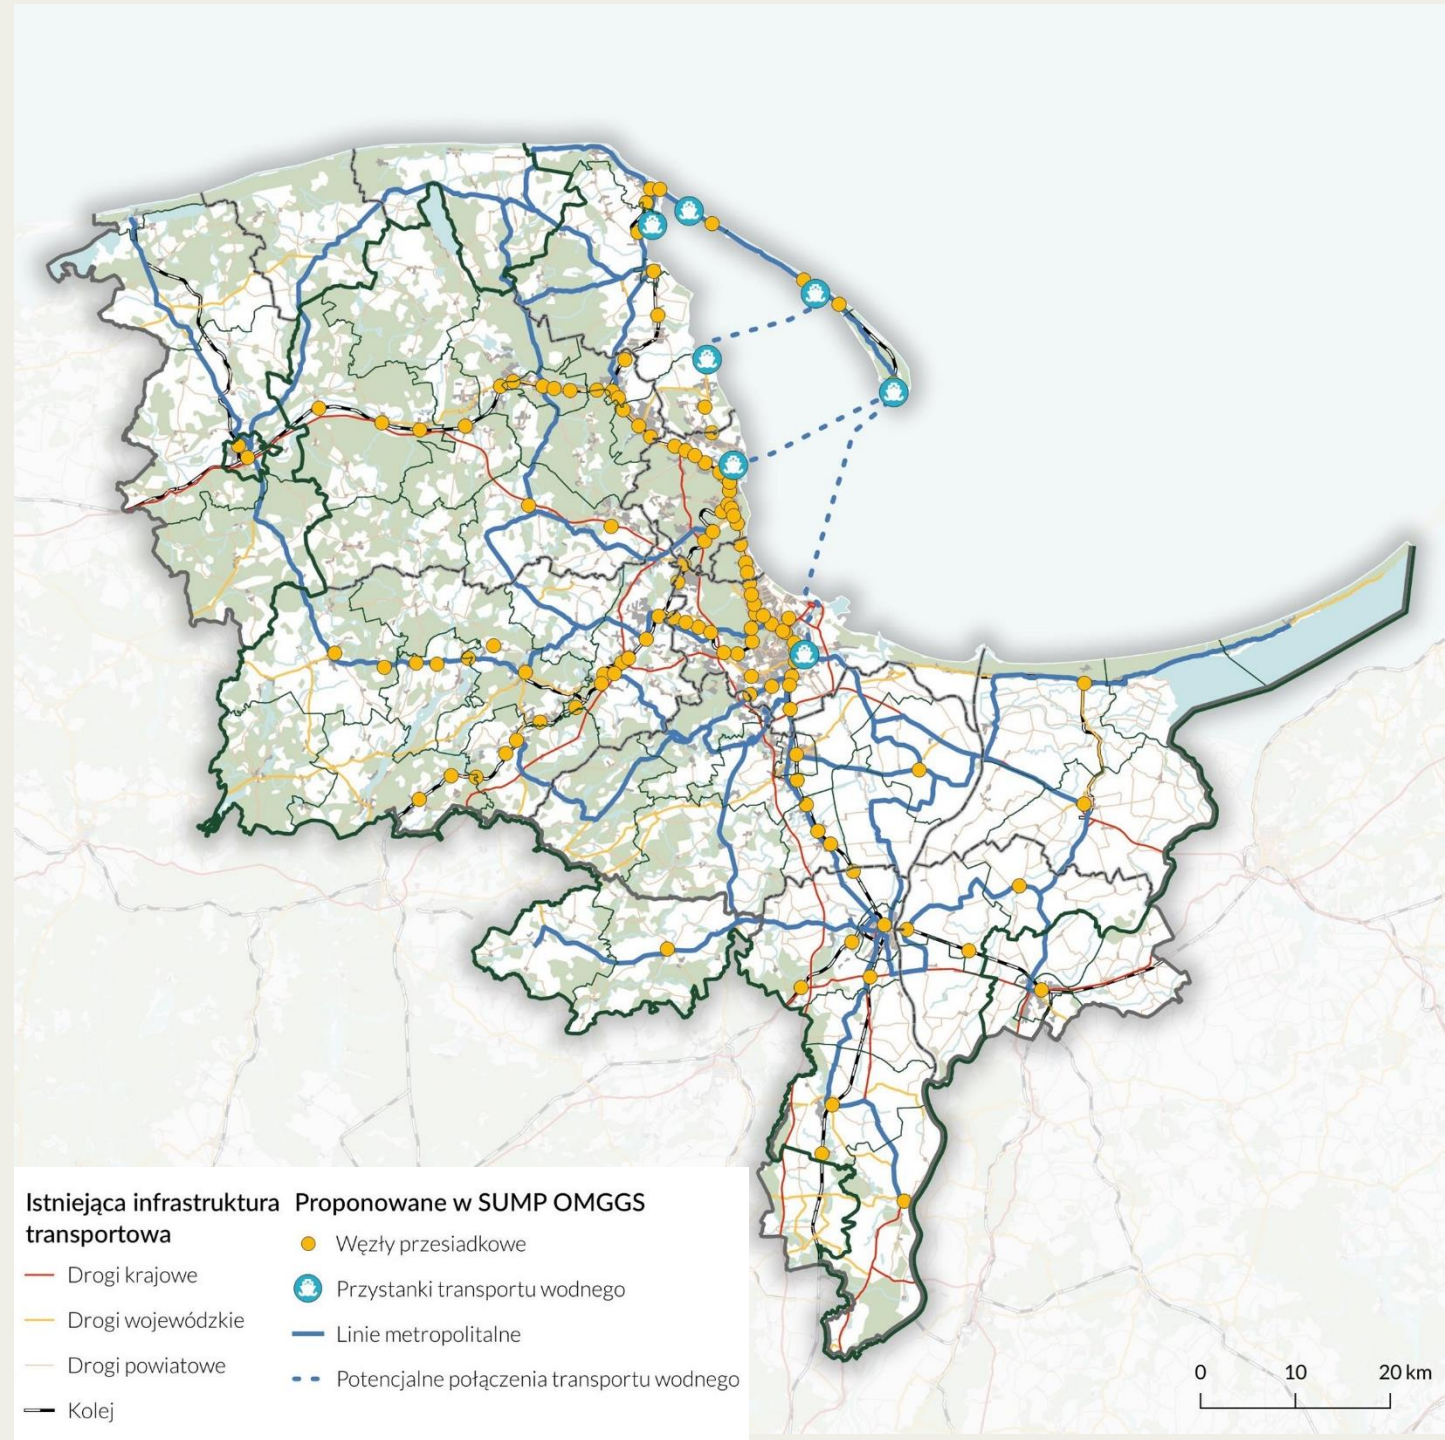 Istniejąca infrastruktura
transportowa
Drogi krajowe
Drogi wojewódzkie
Drogi powiatowe
Kolej
Proponowane w SUMP OMGGS
Węzły przesiadkowe
Przystanki transportu wodnego
Linie metropolitalne
Potencjalne połączenia transportu wodnego
0 10 20 km